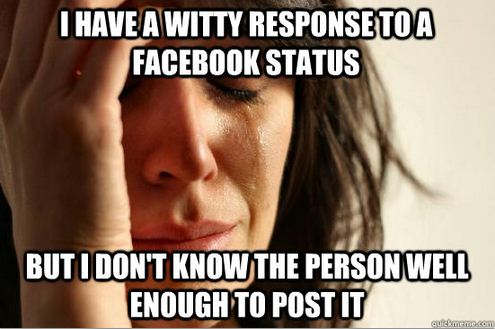 I HAVE A WITTY RESPONSE TO A
FACEBOOK STATUS
BUT I DON'T KNOW THE PERSON WELL
ENOUGH TO POST IT
quickmeme.com